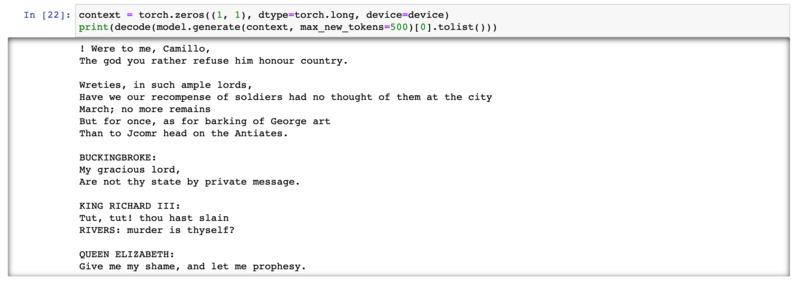 In [22]: context = torch.zeros((1, 1), dtype=torch.long, device=device)
print(decode(model.generate(context, max_new_tokens=500)[0].tolist()))
! Were to me, Camillo,
The god you rather refuse him honour country.
Wreties, in such ample lords,
Have we our recompense of soldiers had no thought of them at the city
March; no more remains
But for once, as for barking of George art
Than to Jcomr head on the Antiates.
BUCKINGBROKE:
My gracious lord,
Are not thy state by private message.
KING RICHARD III:
Tut, tut! thou hast slain
RIVERS: murder is thyself?
QUEEN ELIZABETH:
Give me my shame, and let me prophesy.